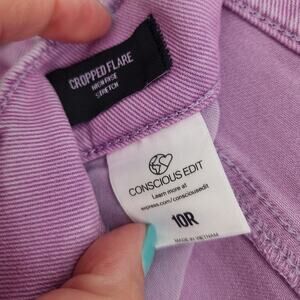 CROPPED FLARE
HIGH RISE
STRETCH
CONSCIOUS EDIT
Learn more at
express.com/consciousedit
10R
MADE IN VIETNAM